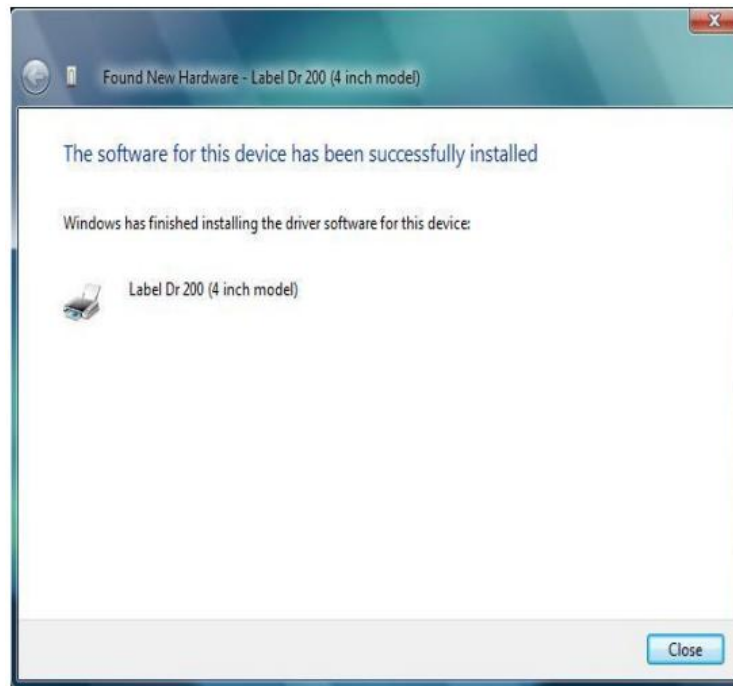 Found New Hardware - Label Dr 200 (4 inch model)
The software for this device has been successfully installed
Windows has finished installing the driver software for this device:
Label Dr 200 (4 inch model)
Close